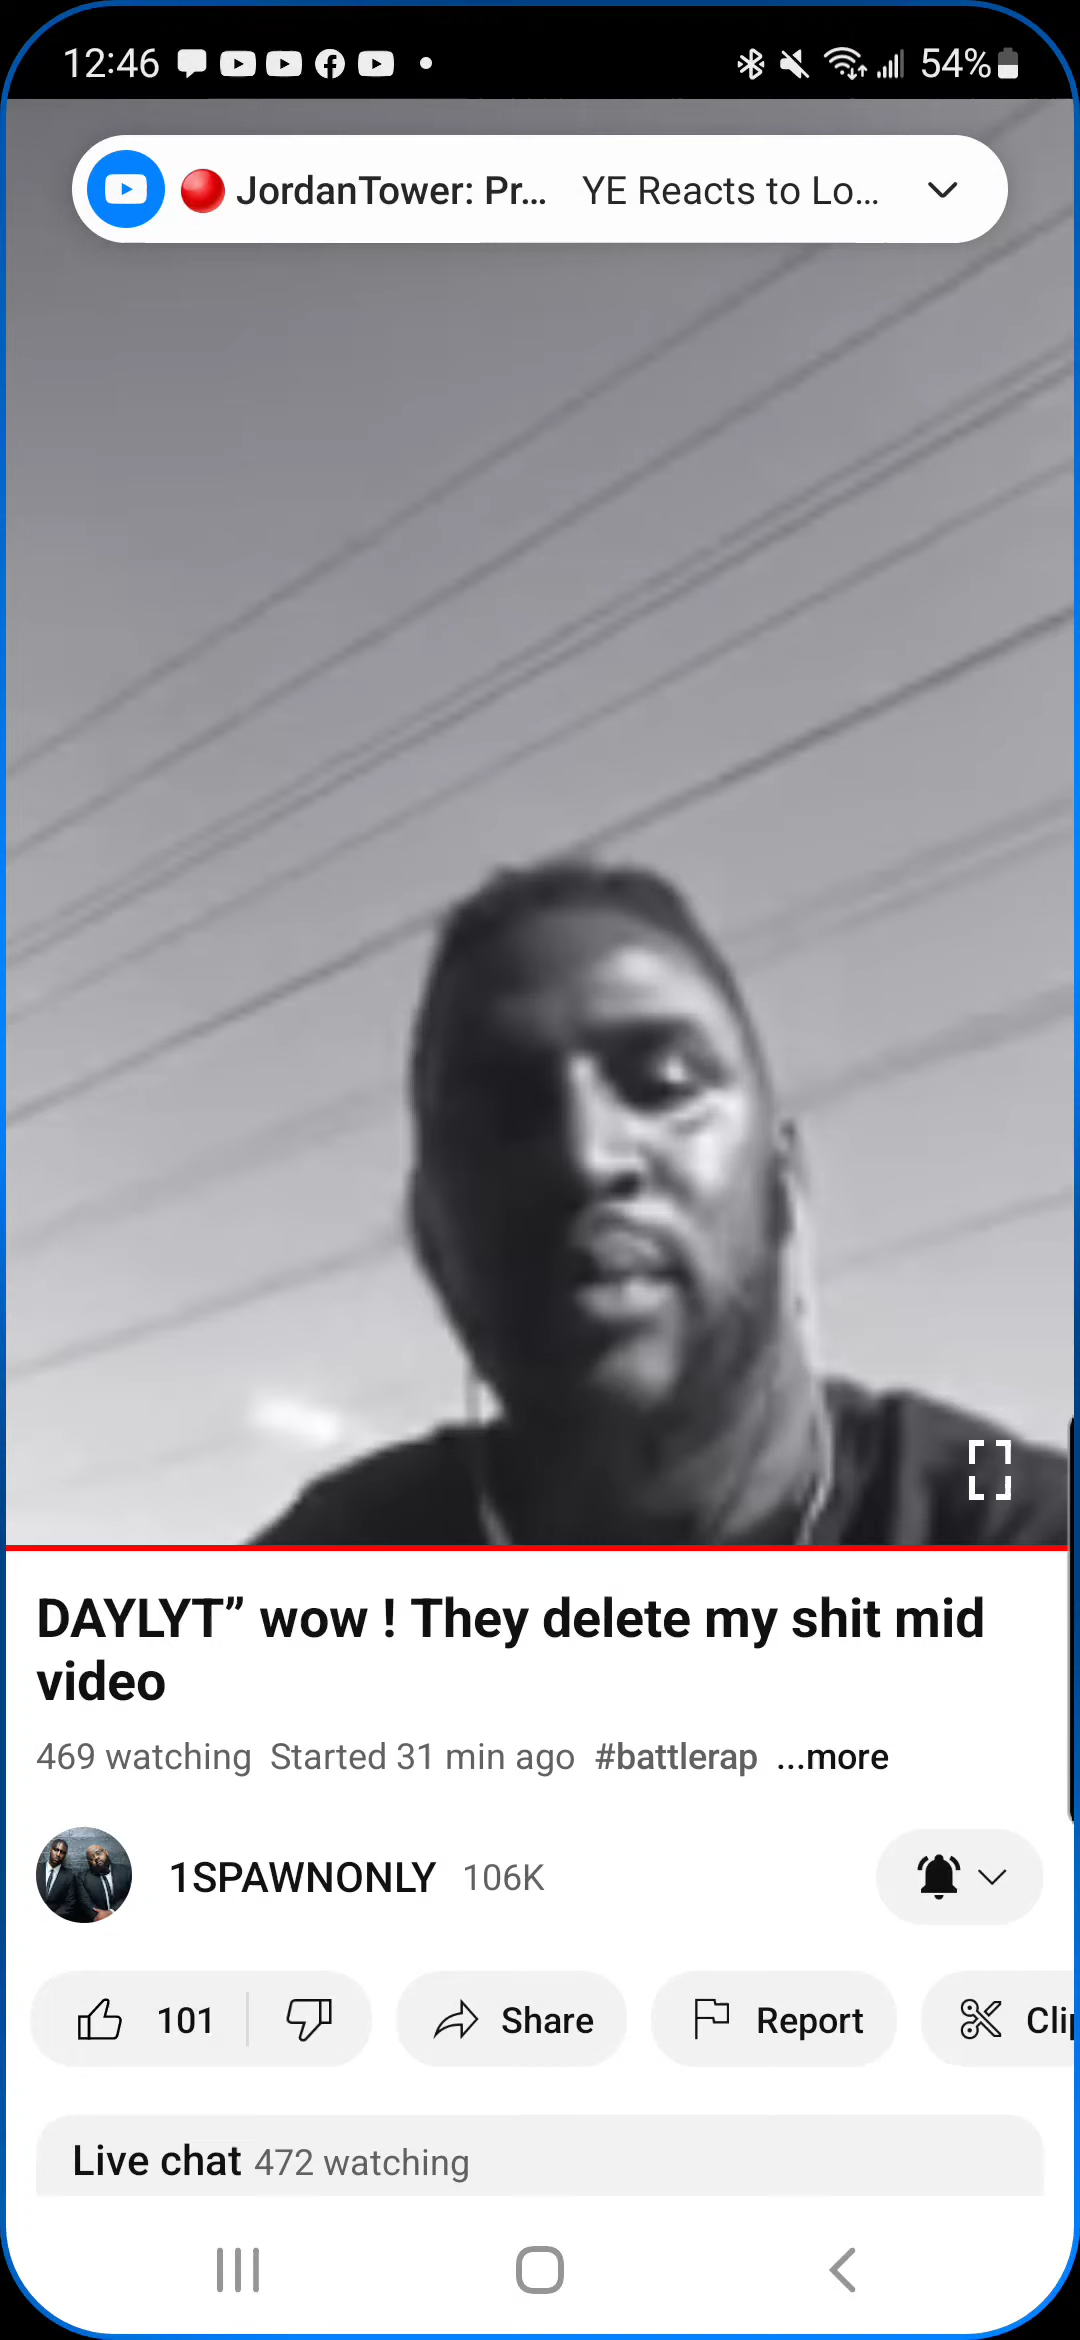 12:46 54%
JordanTower: Pr... YE Reacts to Lo...
DAYLYT” wow ! They delete my shit mid
video
469 watching Started 31 min ago #battlerap ...more
1SPAWNONLY 106K
101 Share Report Cli
Live chat 472 watching